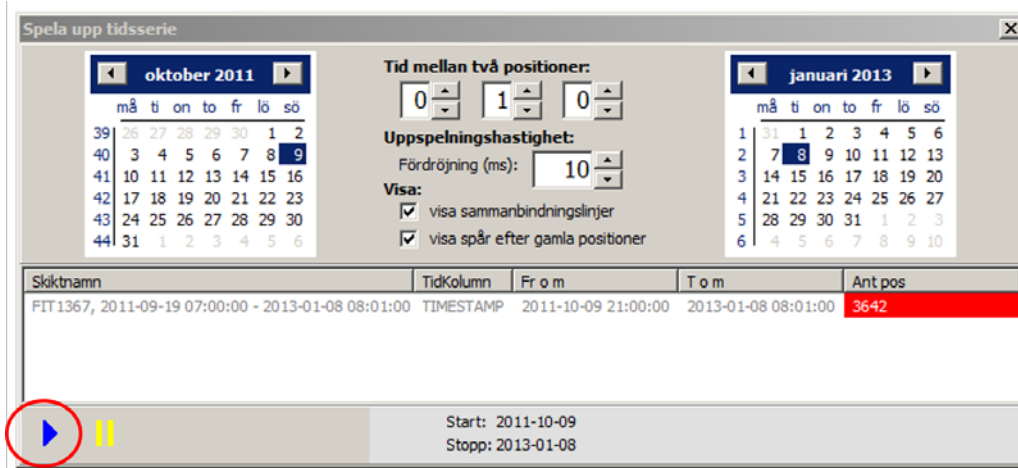 Spela upp tidsserie
oktober 2011
må ti on to fr lö sö
39 26 27 28 29 30 1 2
40 3 4 5 6 7 8 9
41 10 11 12 13 14 15 16
42 17 18 19 20 21 22 23
43 24 25 26 27 28 29 30
44 31 1 2 3 4 5 6
Tid mellan två positioner:
0 1 0
Uppspelningshastighet:
Fördröjning (ms): 10
Visa:
visa sammanbindningslinjer
visa spår efter gamla positioner
januari 2013
må ti on to fr lö sö
1 31 1 2 3 4 5 6
2 7 8 9 10 11 12 13
3 14 15 16 17 18 19 20
4 21 22 23 24 25 26 27
5 28 29 30 31 1 2 3
6 4 5 6 7 8 9 10
Skiktnamn TidKolumn Fr o m T o m Ant pos
FIT1367, 2011-09-19 07:00:00 - 2013-01-08 08:01:00 TIMESTAMP 2011-10-09 21:00:00 2013-01-08 08:01:00 3642
Start: 2011-10-09
Stopp: 2013-01-08